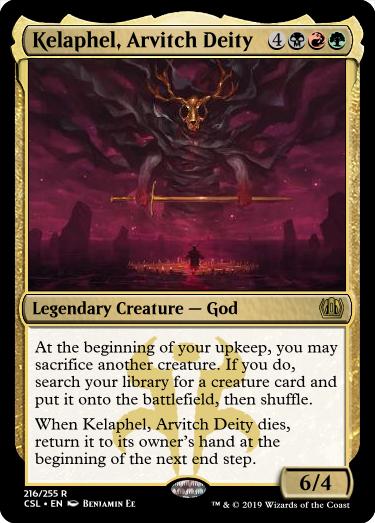 Kelaphel, Arvitch Deity 4
Legendary Creature — God
At the beginning of your upkeep, you may
sacrifice another creature. If you do,
search your library for a creature card and
put it onto the battlefield, then shuffle.
When Kelaphel, Arvitch Deity dies,
return it to its owner's hand at the
beginning of the next end step.
6/4
216/255 R
CSL • EN Benjamin Ee
™ & © 2019 Wizards of the Coast